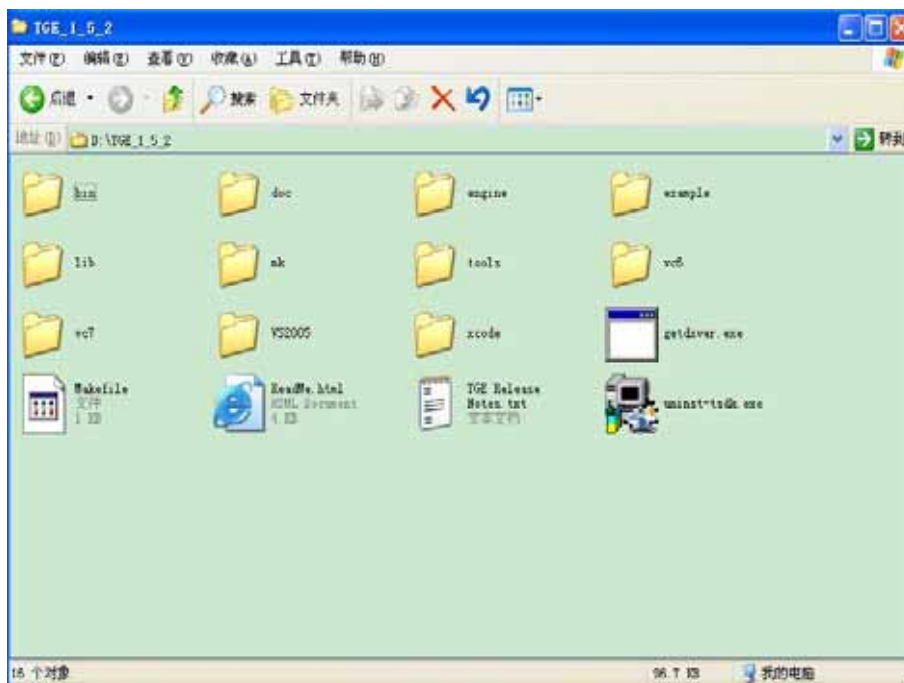 TGE_1_5_2
文件(F) 编辑(E) 查看(V) 收藏(A) 工具(T) 帮助(H)
后退 搜索 文件夹
地址(D) D:\TGE_1_5_2 转到
bin doc engine example
lib mk tools vc6
vc7 VS2005 xcode getdxver.exe
Makefile
文件
1 KB
ReadMe.html
HTML Document
4 KB
TGE Release
Notes.txt
文本文档
uninst-tsdk.exe
16 个对象 96.7 KB 我的电脑